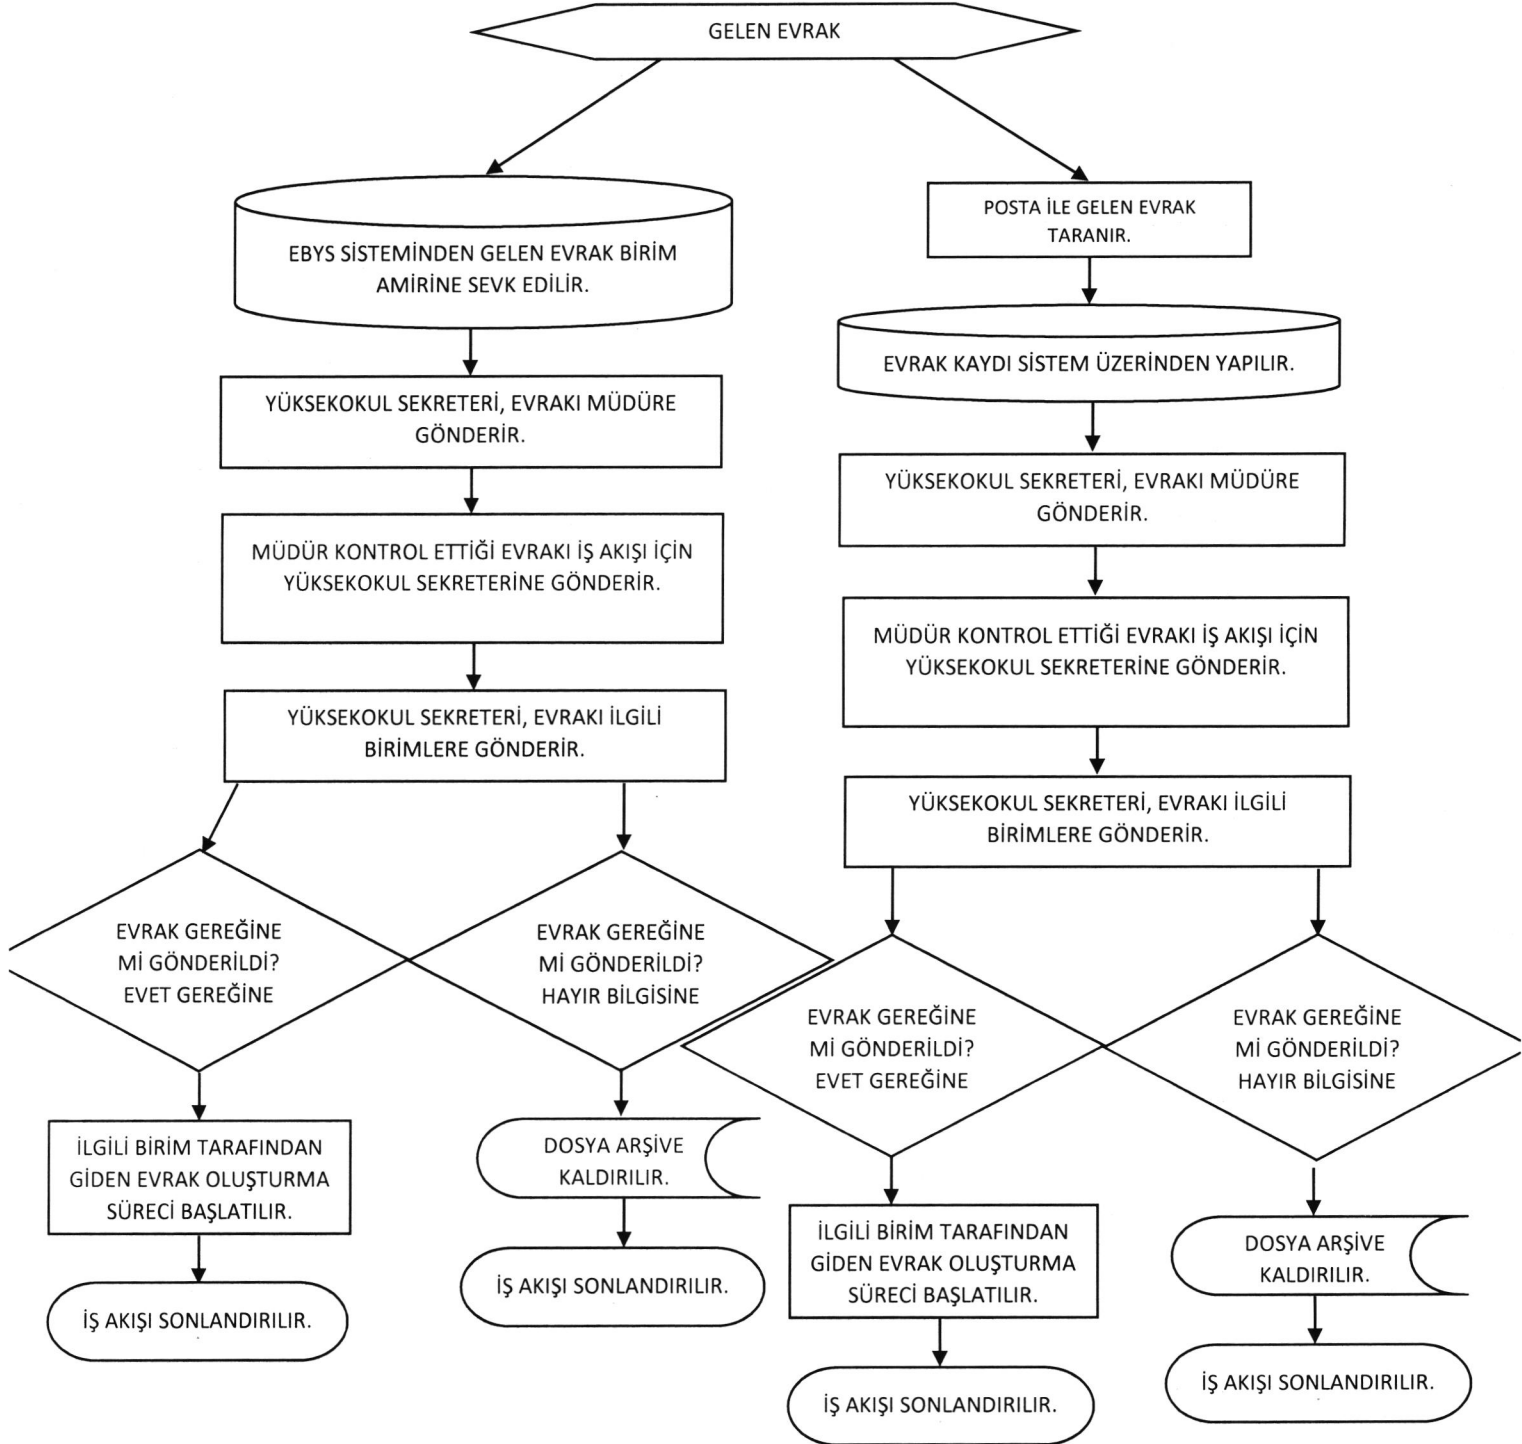 GELEN EVRAK
EBYS SİSTEMİNDEN GELEN EVRAK BİRİM
AMİRİNE SEVK EDİLİR.
YÜKSEKOKUL SEKRETERİ, EVRAKI MÜDÜRE
GÖNDERİR.
MÜDÜR KONTROL ETTİĞİ EVRAKI İŞ AKIŞI İÇİN
YÜKSEKOKUL SEKRETERİNE GÖNDERİR.
YÜKSEKOKUL SEKRETERİ, EVRAKI İLGİLİ
BİRİMLERE GÖNDERİR.
EVRAK GEREĞİNE
Mİ GÖNDERİLDİ?
EVET GEREĞİNE
İLGİLİ BİRİM TARAFINDAN
GİDEN EVRAK OLUŞTURMA
SÜRECİ BAŞLATILIR.
İŞ AKIŞI SONLANDIRILIR.
EVRAK GEREĞİNE
Mİ GÖNDERİLDİ?
HAYIR BİLGİSİNE
DOSYA ARŞİVE
KALDIRILIR.
İŞ AKIŞI SONLANDIRILIR.
POSTA İLE GELEN EVRAK
TARANIR.
EVRAK KAYDI SİSTEM ÜZERİNDEN YAPILIR.
YÜKSEKOKUL SEKRETERİ, EVRAKI MÜDÜRE
GÖNDERİR.
MÜDÜR KONTROL ETTİĞİ EVRAKI İŞ AKIŞI İÇİN
YÜKSEKOKUL SEKRETERİNE GÖNDERİR.
YÜKSEKOKUL SEKRETERİ, EVRAKI İLGİLİ
BİRİMLERE GÖNDERİR.
EVRAK GEREĞİNE
Mİ GÖNDERİLDİ?
EVET GEREĞİNE
İLGİLİ BİRİM TARAFINDAN
GİDEN EVRAK OLUŞTURMA
SÜRECİ BAŞLATILIR.
İŞ AKIŞI SONLANDIRILIR.
EVRAK GEREĞİNE
Mİ GÖNDERİLDİ?
HAYIR BİLGİSİNE
DOSYA ARŞİVE
KALDIRILIR.
İŞ AKIŞI SONLANDIRILIR.